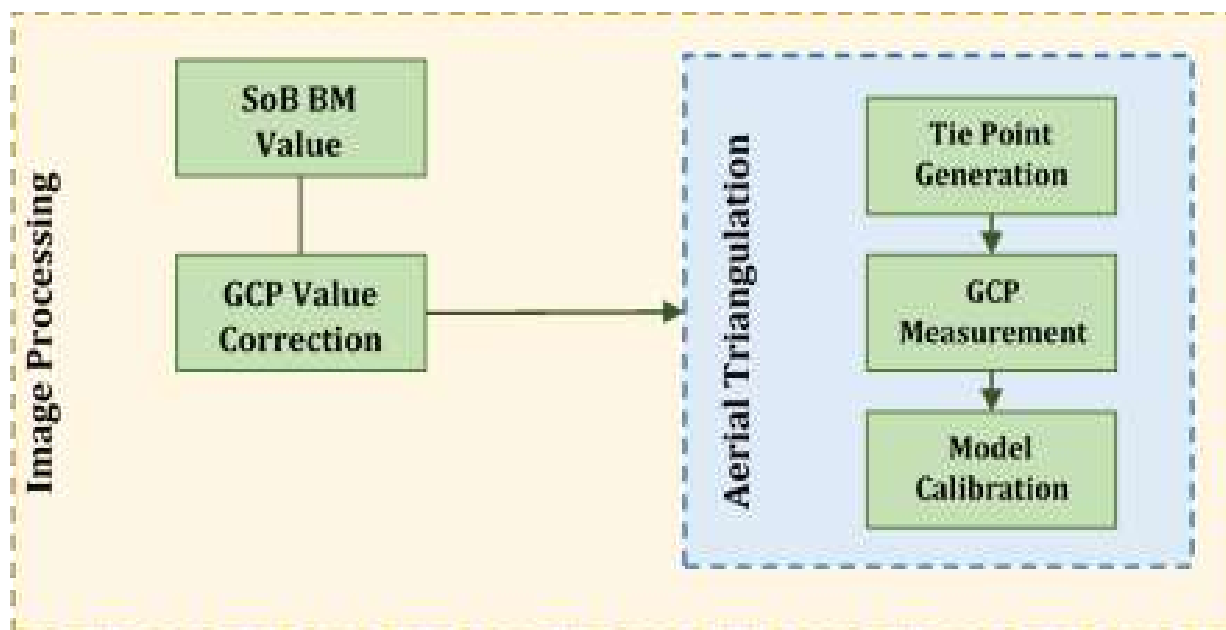 Image Processing
SoB BM
Value
GCP Value
Correction
Aerial Triangulation
Tie Point
Generation
GCP
Measurement
Model
Calibration